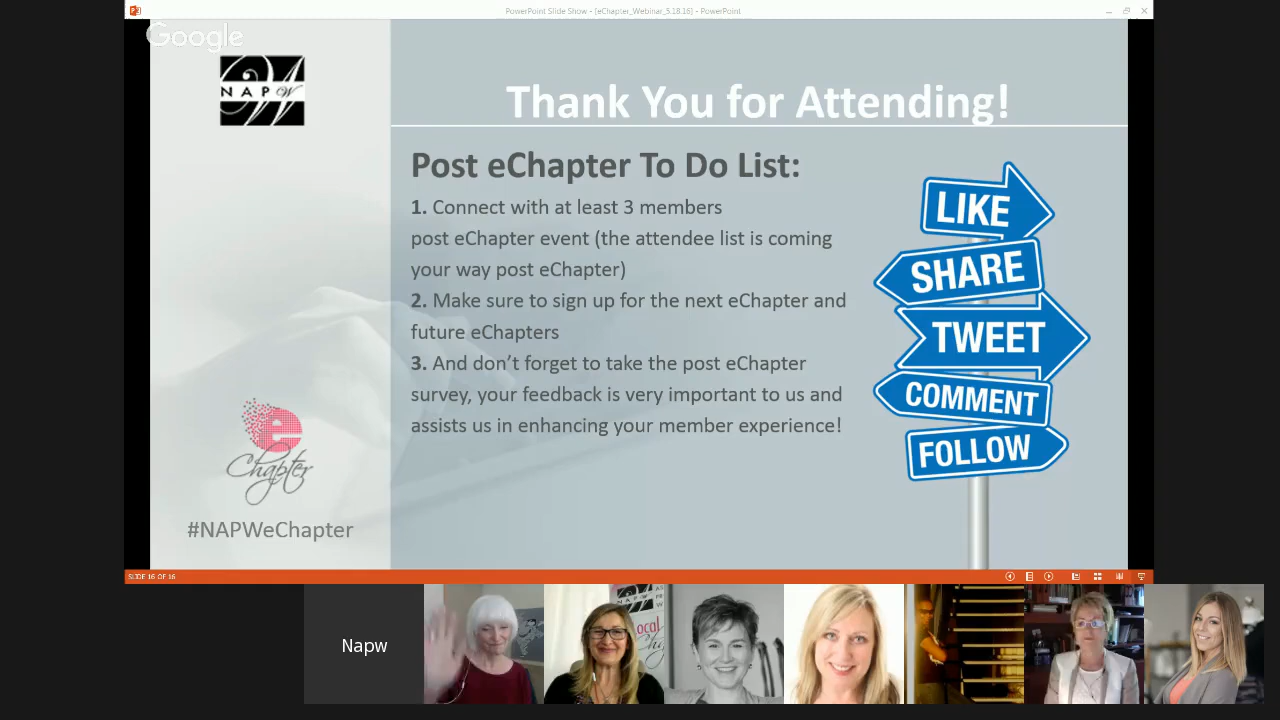 PowerPoint Slide Show - [eChapter_Webinar_5.18.16] - PowerPoint
Google
NAPW
Thank You for Attending!
Post eChapter To Do List:
1. Connect with at least 3 members
post eChapter event (the attendee list is coming
your way post eChapter)
2. Make sure to sign up for the next eChapter and
future eChapters
3. And don’t forget to take the post eChapter
survey, your feedback is very important to us and
assists us in enhancing your member experience!
LIKE
SHARE
TWEET
COMMENT
FOLLOW
e
Chapter
#NAPWeChapter
SLIDE 16 OF 16
Napw
NAPW
ocal